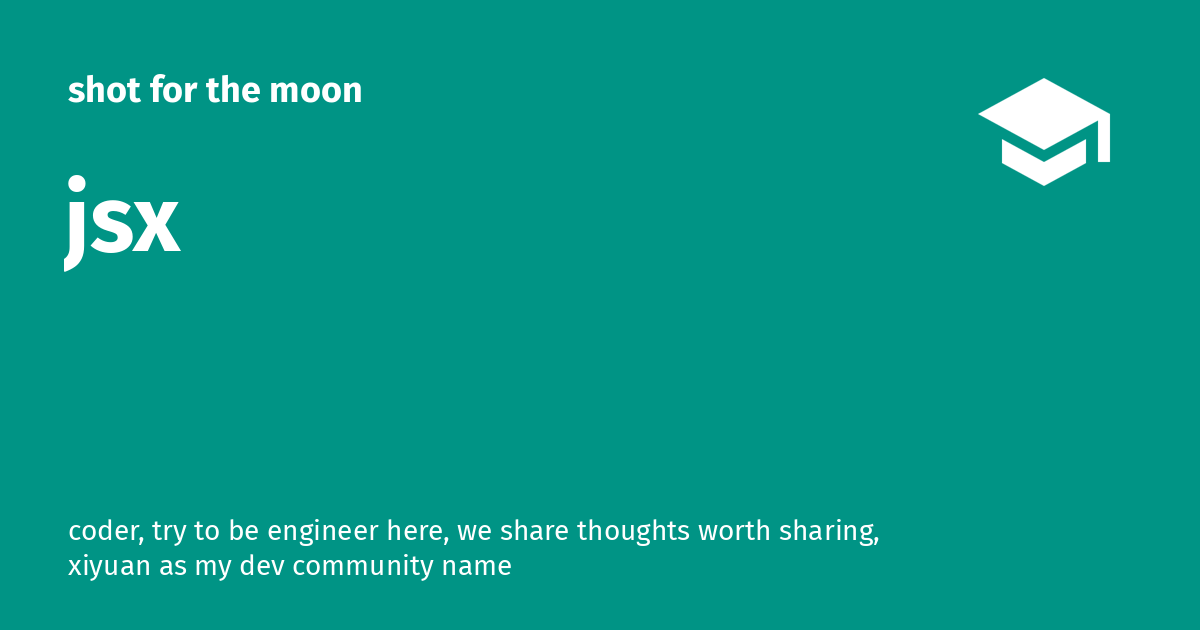 shot for the moon
jsx
coder, try to be engineer here, we share thoughts worth sharing,
xiyuan as my dev community name